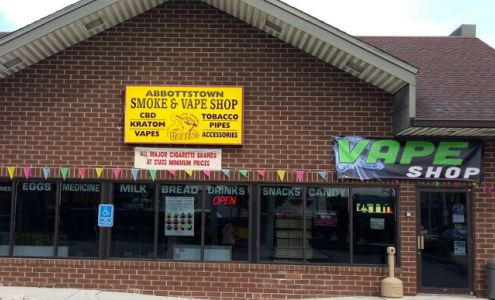 ABBOTTSTOWN
SMOKE & VAPE SHOP
CBD
KRATOM
VAPES
TOBACCO
PIPES
ACCESSORIES
ALL MAJOR CIGARETTE BRANDS
AT STATE MINIMUM PRICES
VAPE
SHOP
EGGS MEDICINE MILK BREAD DRINKS SNACKS CANDY
OPEN